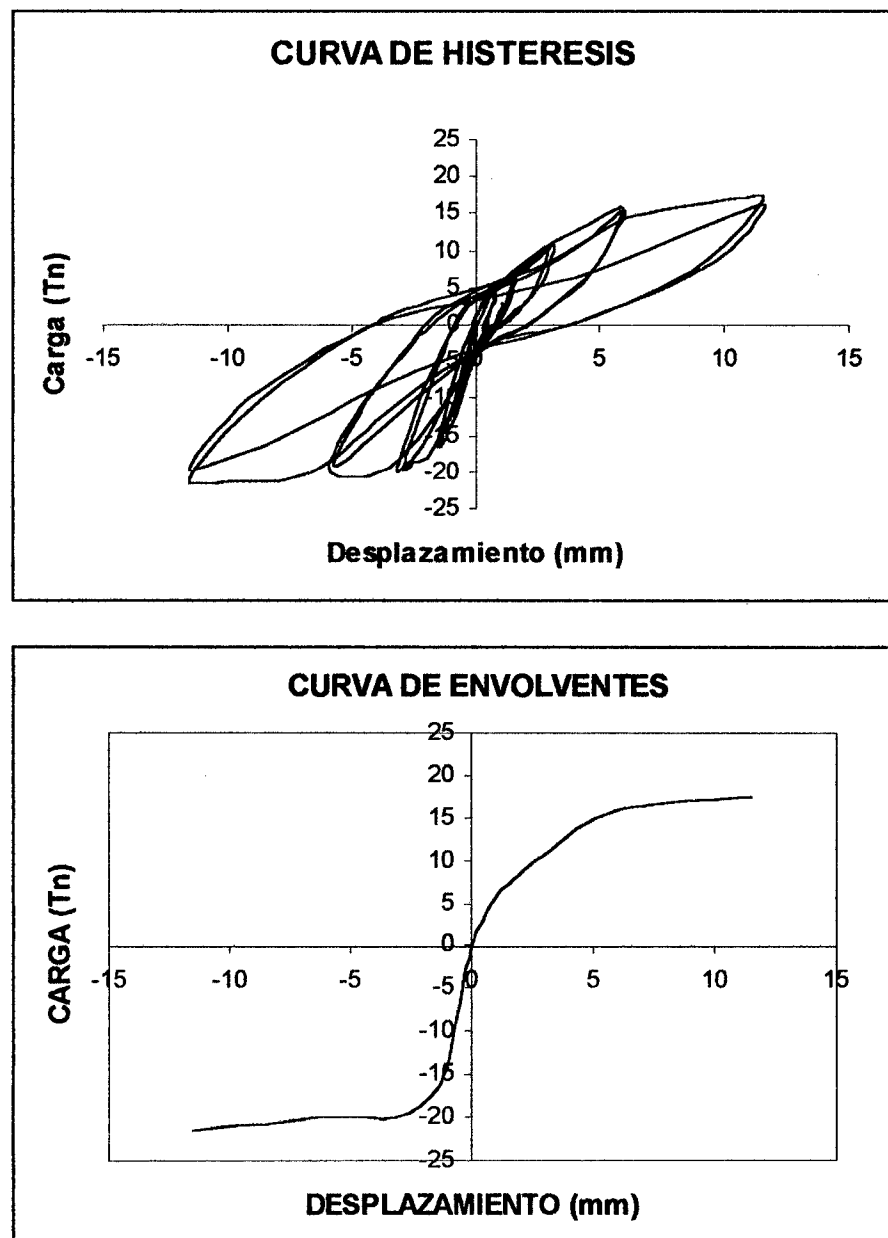 CURVA DE HISTERESIS
25
20
15
10
5
0
-15 -10 -5 0 5 10 15
-5
-10
-15
-20
-25
Carga (Tn)
Desplazamiento (mm)
CURVA DE ENVOLVENTES
25
20
15
10
5
0
-15 -10 -5 0 5 10 15
-5
-10
-15
-20
-25
CARGA (Tn)
DESPLAZAMIENTO (mm)